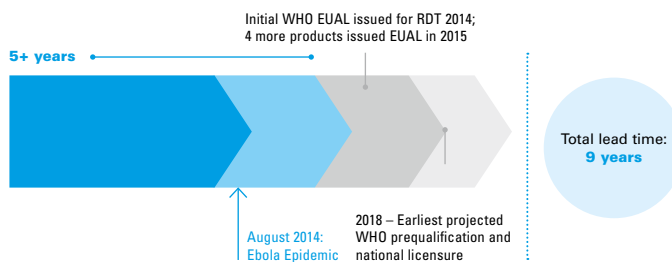 Initial WHO EUAL issued for RDT 2014;
4 more products issued EUAL in 2015
5+ years
Total lead time:
9 years
August 2014:
Ebola Epidemic
2018 – Earliest projected
WHO prequalification and
national licensure